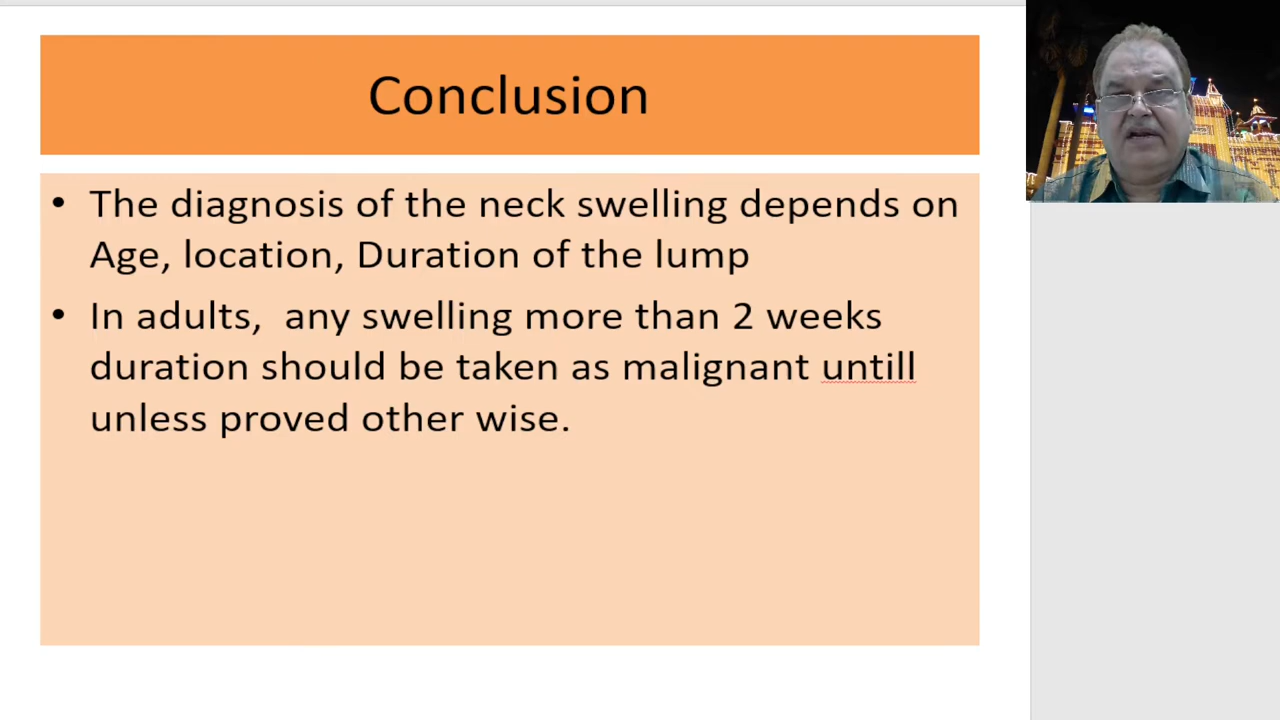 Conclusion
• The diagnosis of the neck swelling depends on
Age, location, Duration of the lump
• In adults,  any swelling more than 2 weeks
duration should be taken as malignant untill
unless proved other wise.